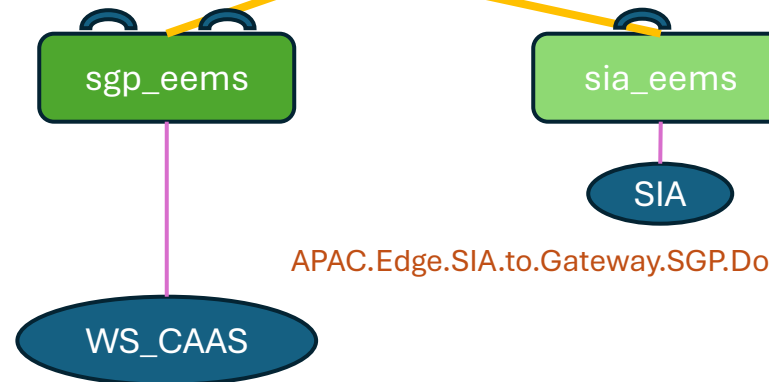 sgp_eems
sia_eems
SIA
APAC.Edge.SIA.to.Gateway.SGP.Do
WS_CAAS